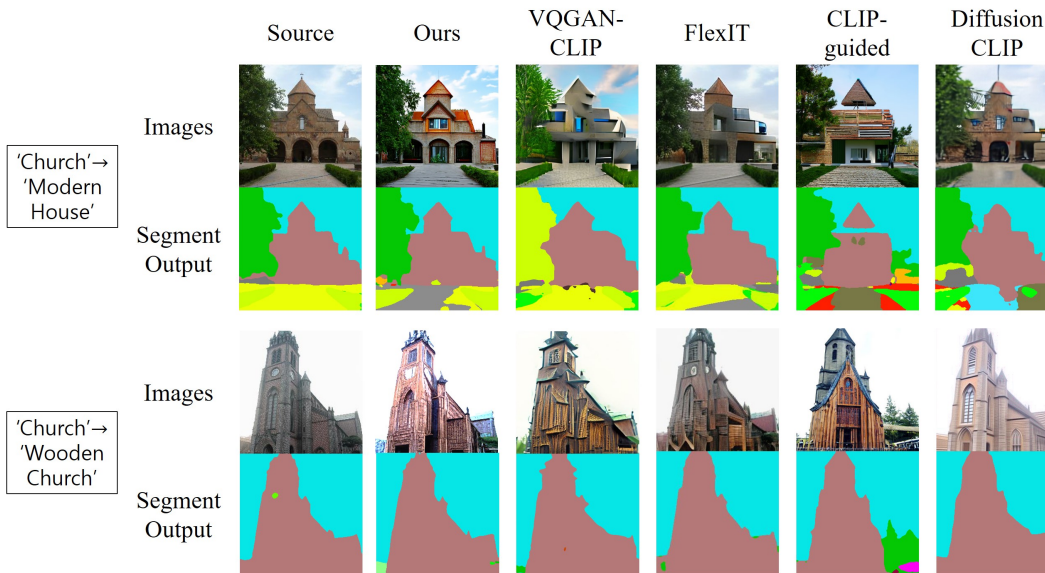 Source
Ours
VQGAN-
CLIP
FlexIT
CLIP-
guided
Diffusion
CLIP
Images
'Church'→
'Modern
House'
Segment
Output
Images
'Church'→
'Wooden
Church'
Segment
Output